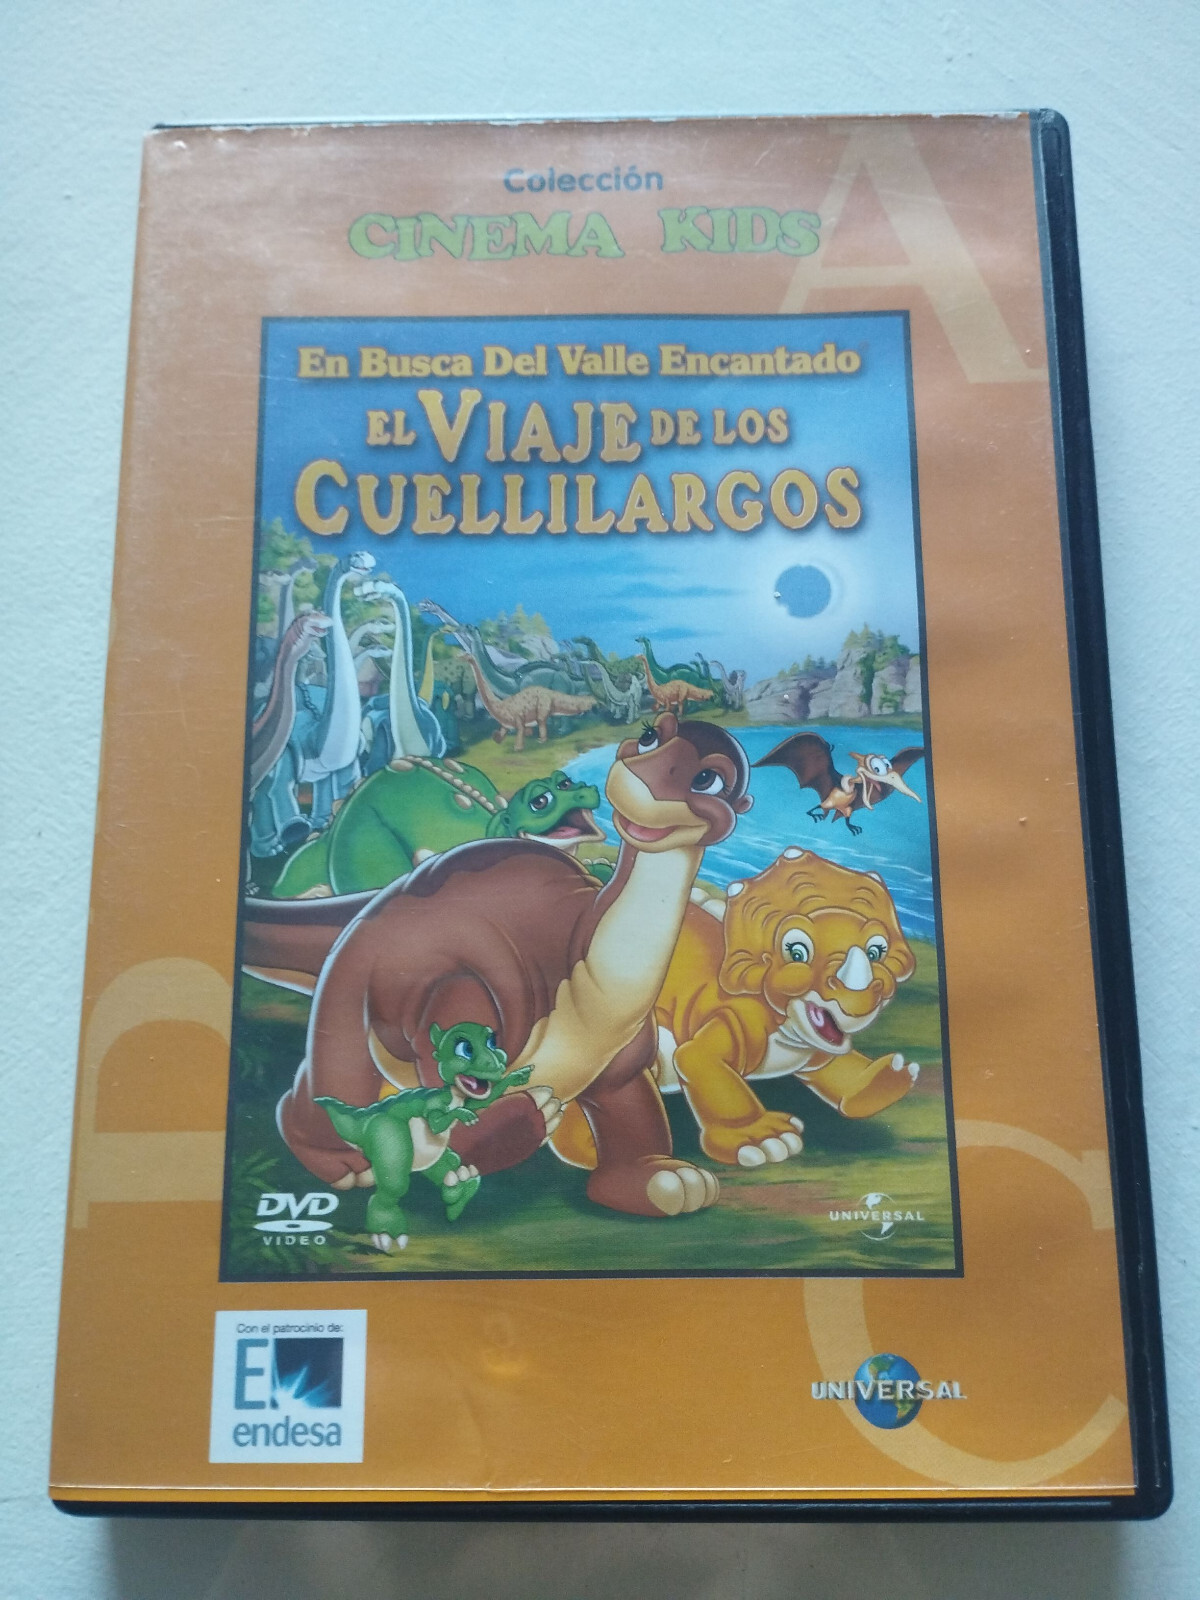 Colección
CINEMA KIDS
En Busca Del Valle Encantado
EL VIAJE DE LOS
CUELLILARGOS
DVD
VIDEO
UNIVERSAL
Con el patrocinio de:
E
endesa
UNIVERSAL
A
B
C